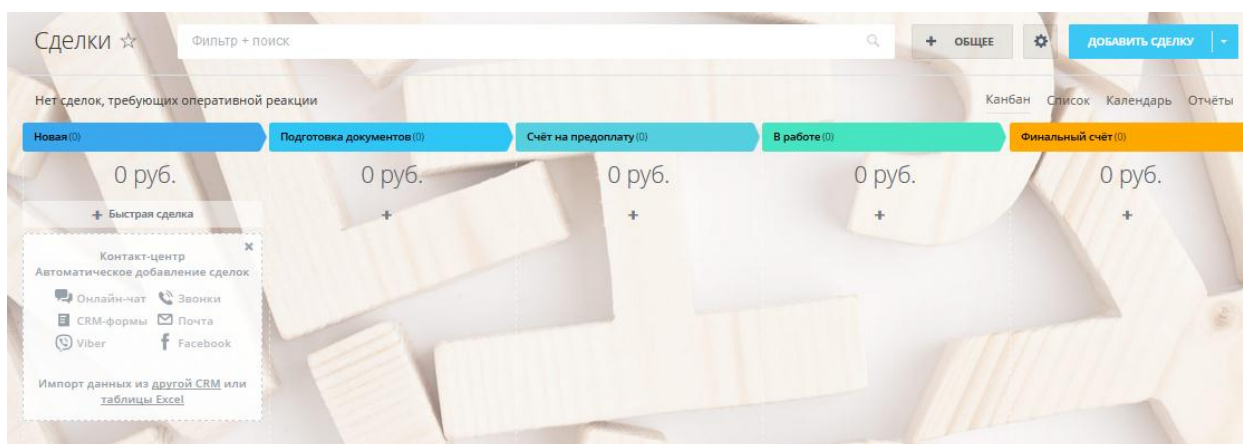 Сделки
Фильтр + поиск
+ ОБЩЕЕ
ДОБАВИТЬ СДЕЛКУ
Нет сделок, требующих оперативной реакции
Канбан Список Календарь Отчёты
Новая (0) Подготовка документов (0) Счёт на предоплату (0) В работе (0) Финальный счёт (0)
0 руб. 0 руб. 0 руб. 0 руб. 0 руб.
+ Быстрая сделка + + + +
Контакт-центр
Автоматическое добавление сделок
Онлайн-чат Звонки
CRM-формы Почта
Viber Facebook
Импорт данных из другой CRM или
таблицы Excel